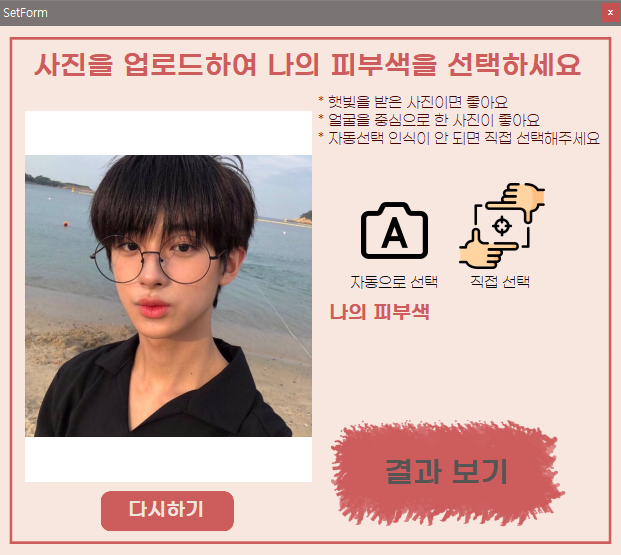 SetForm
x
사진을 업로드하여 나의 피부색을 선택하세요
* 햇빛을 받은 사진이면 좋아요
* 얼굴을 중심으로 한 사진이 좋아요
* 자동선택 인식이 안 되면 직접 선택해주세요
A
자동으로 선택
직접 선택
나의 피부색
결과 보기
다시하기